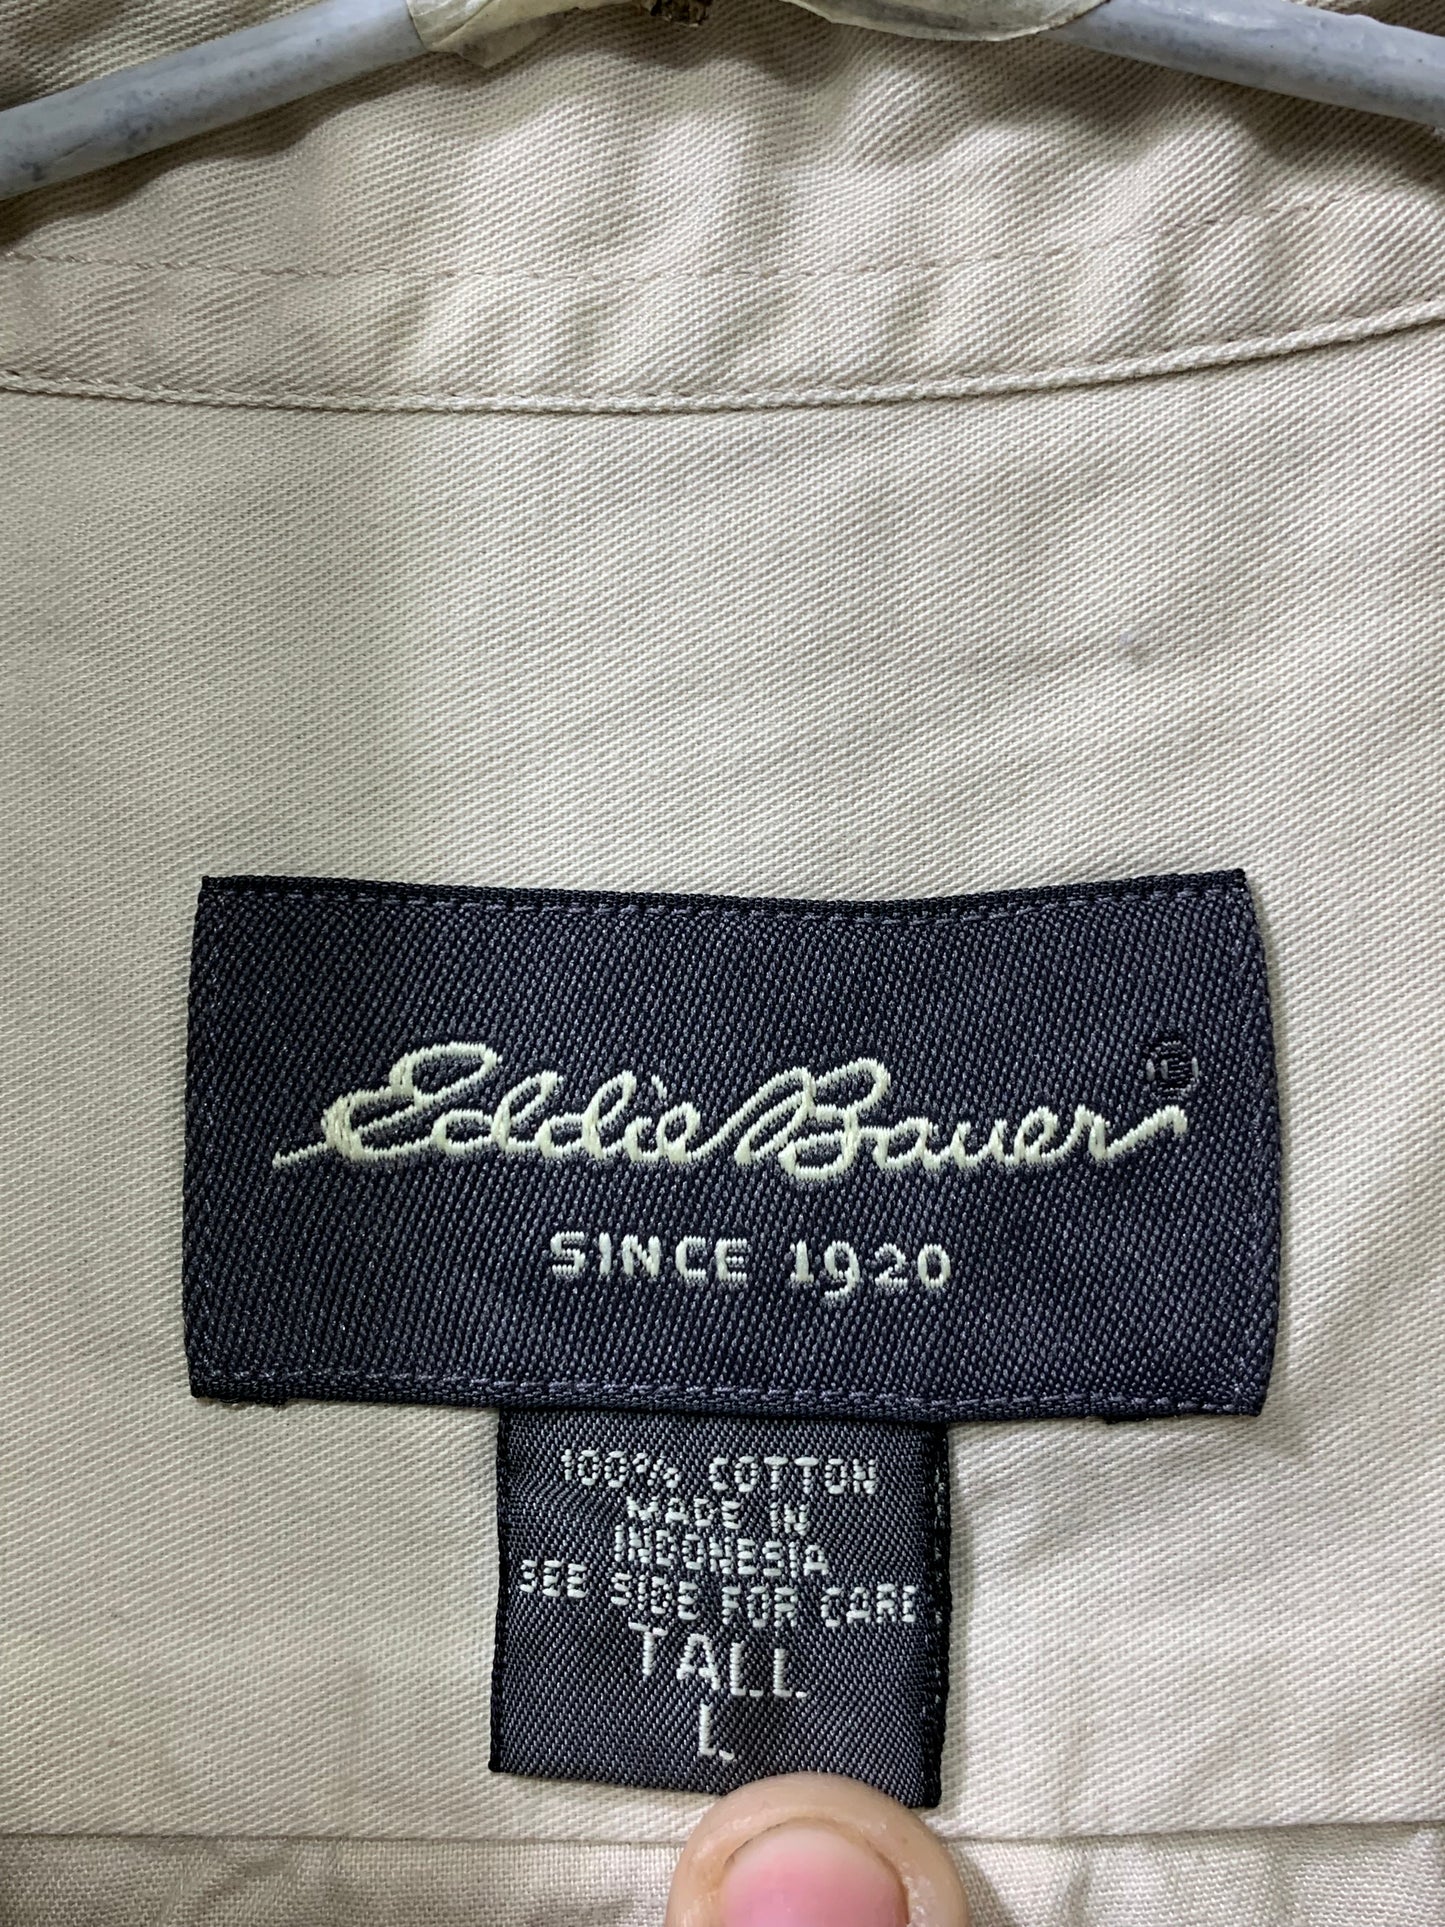 Eddie Bauer ®
SINCE 1920
100% COTTON
MADE IN
INDONESIA
SEE SIDE FOR CARE
TALL
L